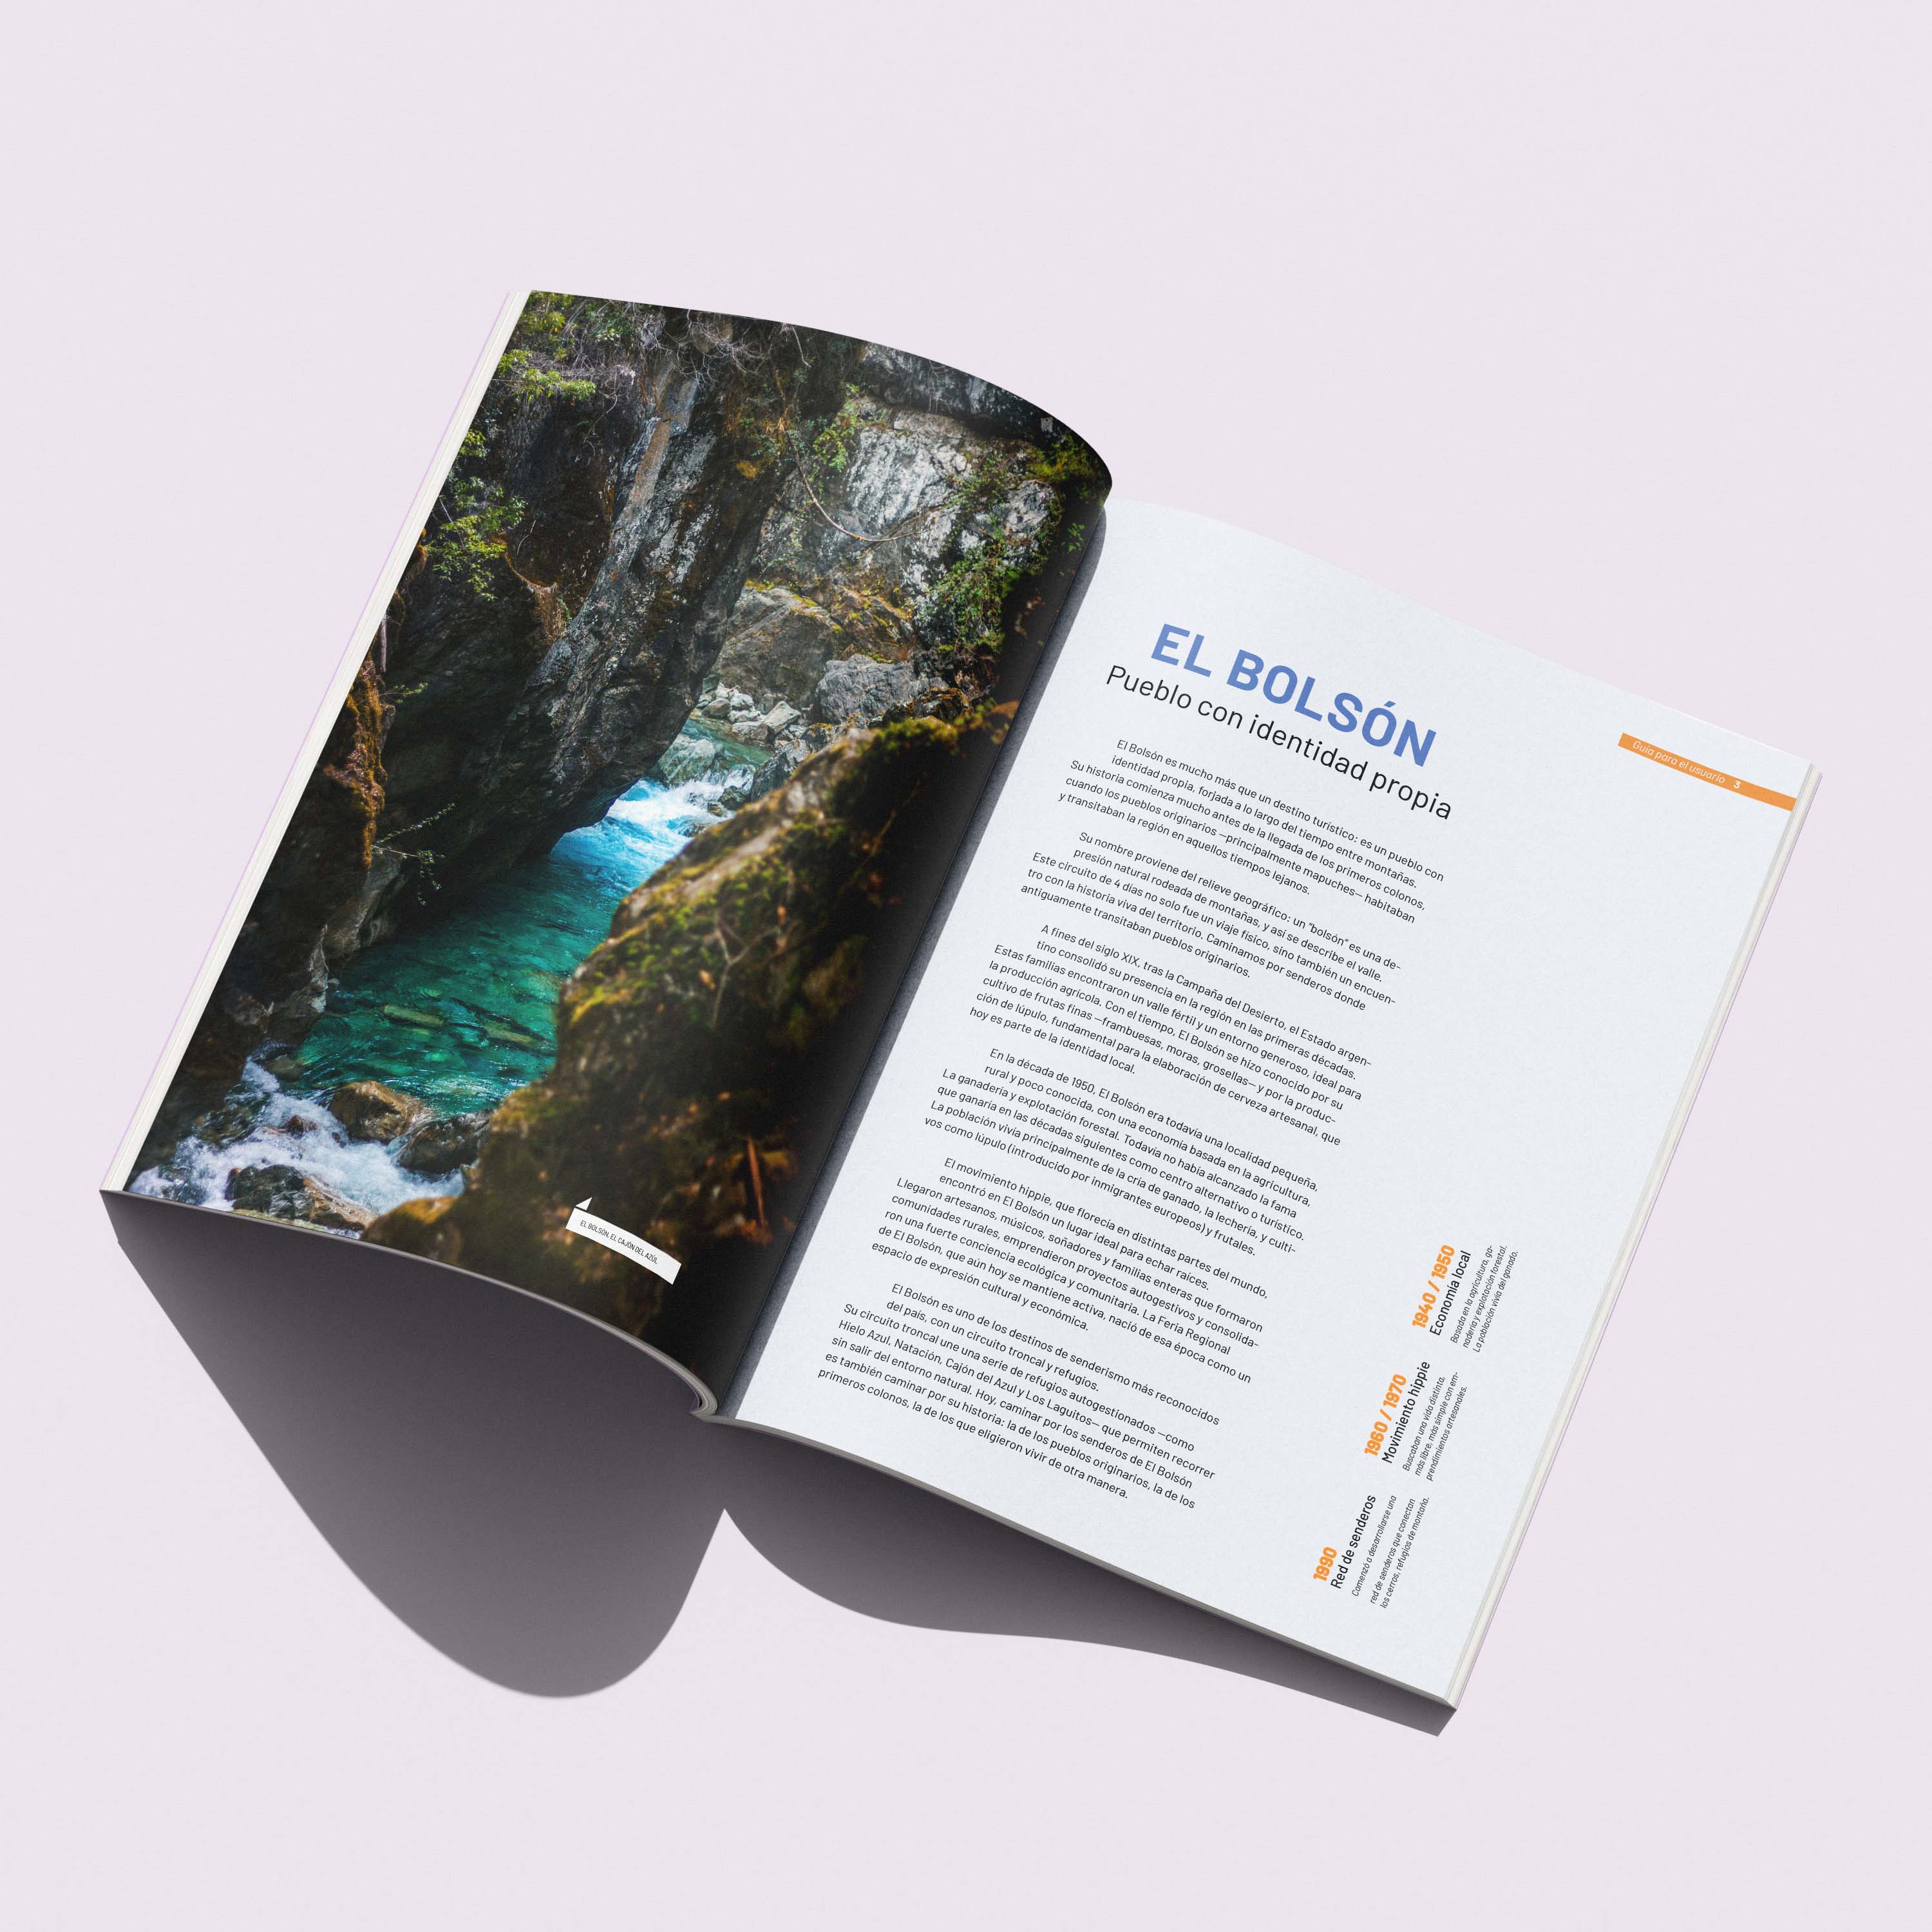 EL BOLSÓN, EL CAJÓN DEL AZÚL
Guía para el usuario 3
EL BOLSÓN
Pueblo con identidad propia
El Bolsón es mucho más que un destino turístico: es un pueblo con
identidad propia, forjada a lo largo del tiempo entre montañas.
Su historia comienza mucho antes de la llegada de los primeros colonos,
cuando los pueblos originarios —principalmente mapuches— habitaban
y transitaban la región en aquellos tiempos lejanos.
Su nombre proviene del relieve geográfico: un "bolsón" es una de-
presión natural rodeada de montañas, y así se describe el valle.
Este circuito de 4 días no solo fue un viaje físico, sino también un encuen-
tro con la historia viva del territorio. Caminamos por senderos donde
antiguamente transitaban pueblos originarios.
A fines del siglo XIX, tras la Campaña del Desierto, el Estado argen-
tino consolidó su presencia en la región en las primeras décadas.
Estas familias encontraron un valle fértil y un entorno generoso, ideal para
la producción agrícola. Con el tiempo, El Bolsón se hizo conocido por su
cultivo de frutas finas —frambuesas, moras, grosellas— y por la produc-
ción de lúpulo, fundamental para la elaboración de cerveza artesanal, que
hoy es parte de la identidad local.
En la década de 1950, El Bolsón era todavía una localidad pequeña,
rural y poco conocida, con una economía basada en la agricultura,
La ganadería y explotación forestal. Todavía no había alcanzado la fama
que ganaría en las décadas siguientes como centro alternativo o turístico.
La población vivía principalmente de la cría de ganado, la lechería, y culti-
vos como lúpulo (introducido por inmigrantes europeos) y frutales.
El movimiento hippie, que florecía en distintas partes del mundo,
encontró en El Bolsón un lugar ideal para echar raíces.
Llegaron artesanos, músicos, soñadores y familias enteras que formaron
comunidades rurales, emprendieron proyectos autogestivos y consolida-
ron una fuerte conciencia ecológica y comunitaria. La Feria Regional
de El Bolsón, que aún hoy se mantiene activa, nació de esa época como un
espacio de expresión cultural y económica.
El Bolsón es uno de los destinos de senderismo más reconocidos
del país, con un circuito troncal y refugios.
Su circuito troncal une una serie de refugios autogestionados —como
Hielo Azul, Natación, Cajón del Azul y Los Laguitos— que permiten recorrer
sin salir del entorno natural. Hoy, caminar por los senderos de El Bolsón
es también caminar por su historia: la de los pueblos originarios, la de los
primeros colonos, la de los que eligieron vivir de otra manera.
1940 / 1950
Economía local
Basada en la agricultura, ga-
nadería y explotación forestal.
La población vivía del ganado.
1960 / 1970
Movimiento hippie
Buscaban una vida distinta,
más libre, más simple con em-
prendimientos artesanales.
1990
Red de senderos
Comenzó a desarrollarse una
red de senderos que conectan
los cerros, refugios de montaña.